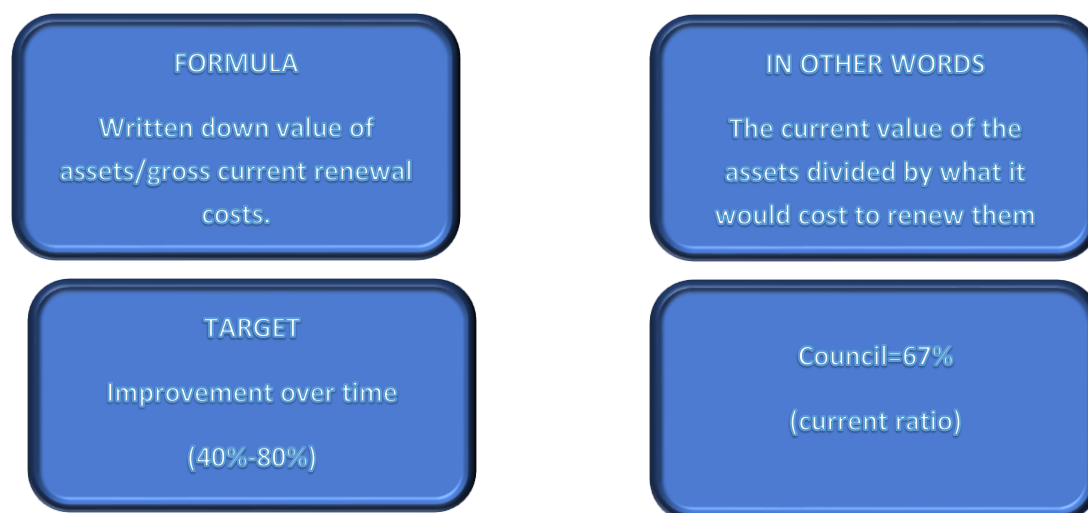 FORMULA
Written down value of
assets/gross current renewal
costs.
IN OTHER WORDS
The current value of the
assets divided by what it
would cost to renew them
TARGET
Improvement over time
(40%-80%)
Council=67%
(current ratio)